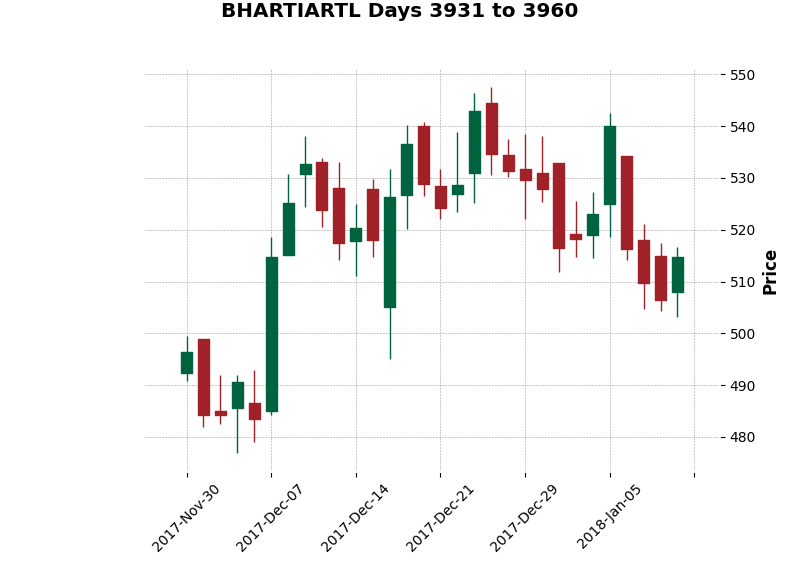 BHARTIARTL Days 3931 to 3960
550
540
530
520
510
500
490
480
Price
2017-Nov-30
2017-Dec-07
2017-Dec-14
2017-Dec-21
2017-Dec-29
2018-Jan-05